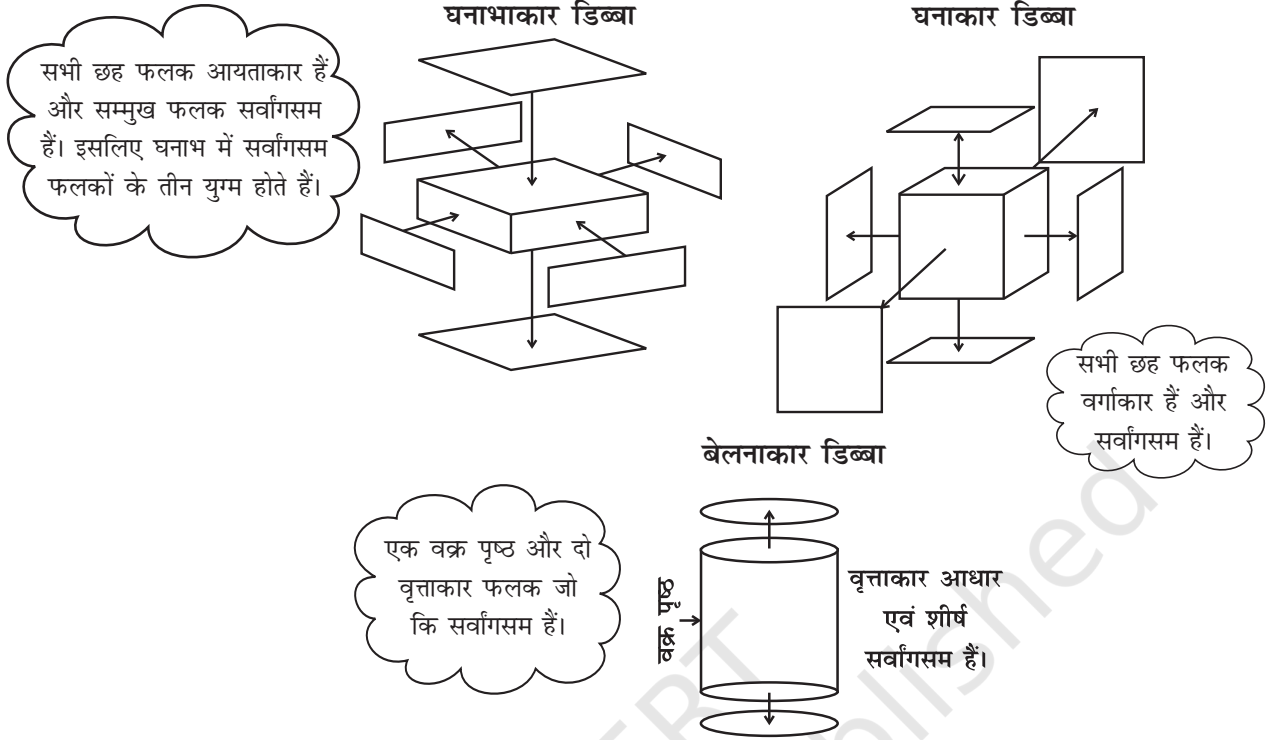 घनाभाकार डिब्बा
घनाकार डिब्बा
सभी छह फलक आयताकार हैं
और सम्मुख फलक सर्वांगसम
हैं। इसलिए घनाभ में सर्वांगसम
फलकों के तीन युग्म होते हैं।
सभी छह फलक
वर्गाकार हैं और
सर्वांगसम हैं।
बेलनाकार डिब्बा
एक वक्र पृष्ठ और दो
वृत्ताकार फलक जो
कि सर्वांगसम हैं।
वक्र पृष्ठ
वृत्ताकार आधार
एवं शीर्ष
सर्वांगसम हैं।